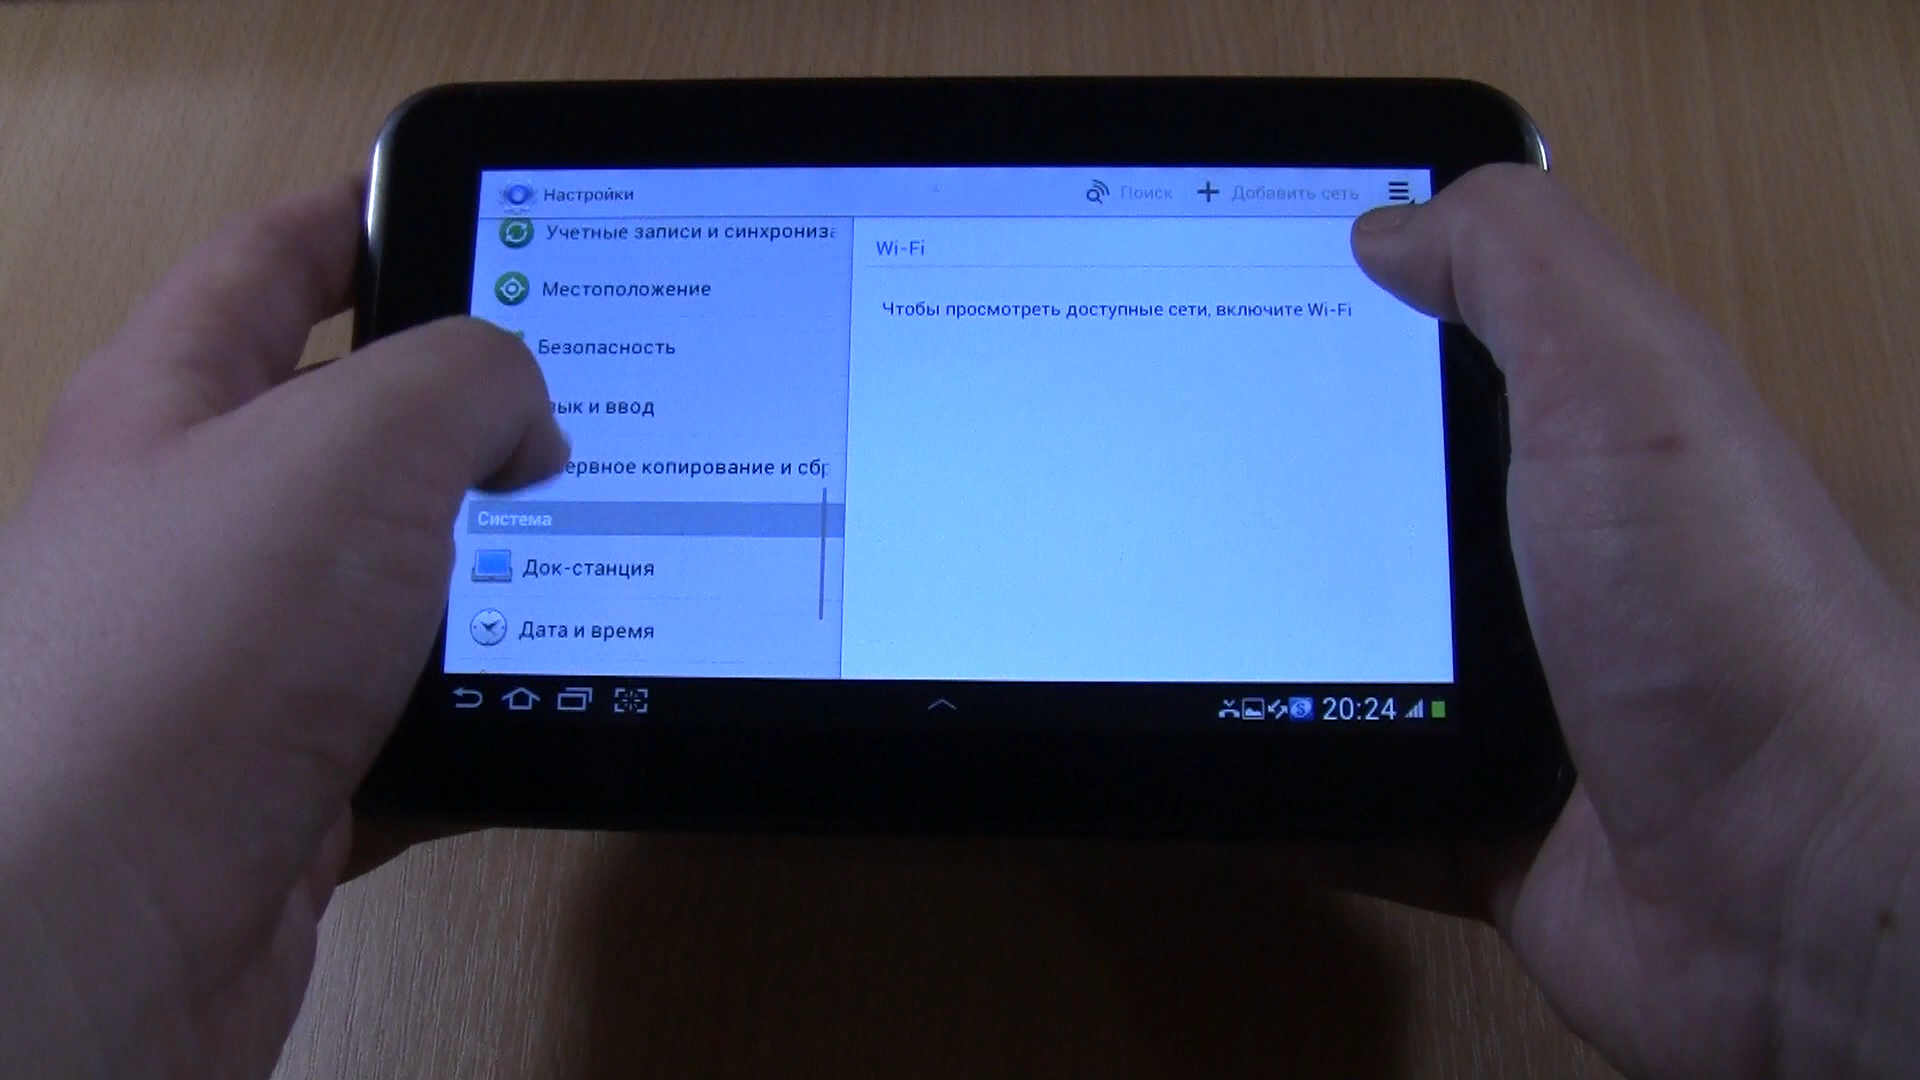 Настройки
Поиск
Добавить сеть
Учетные записи и синхрониза
Местоположение
Безопасность
зык и ввод
ервное копирование и сбр
Система
Док-станция
Дата и время
Wi-Fi
Чтобы просмотреть доступные сети, включите Wi-Fi
20:24